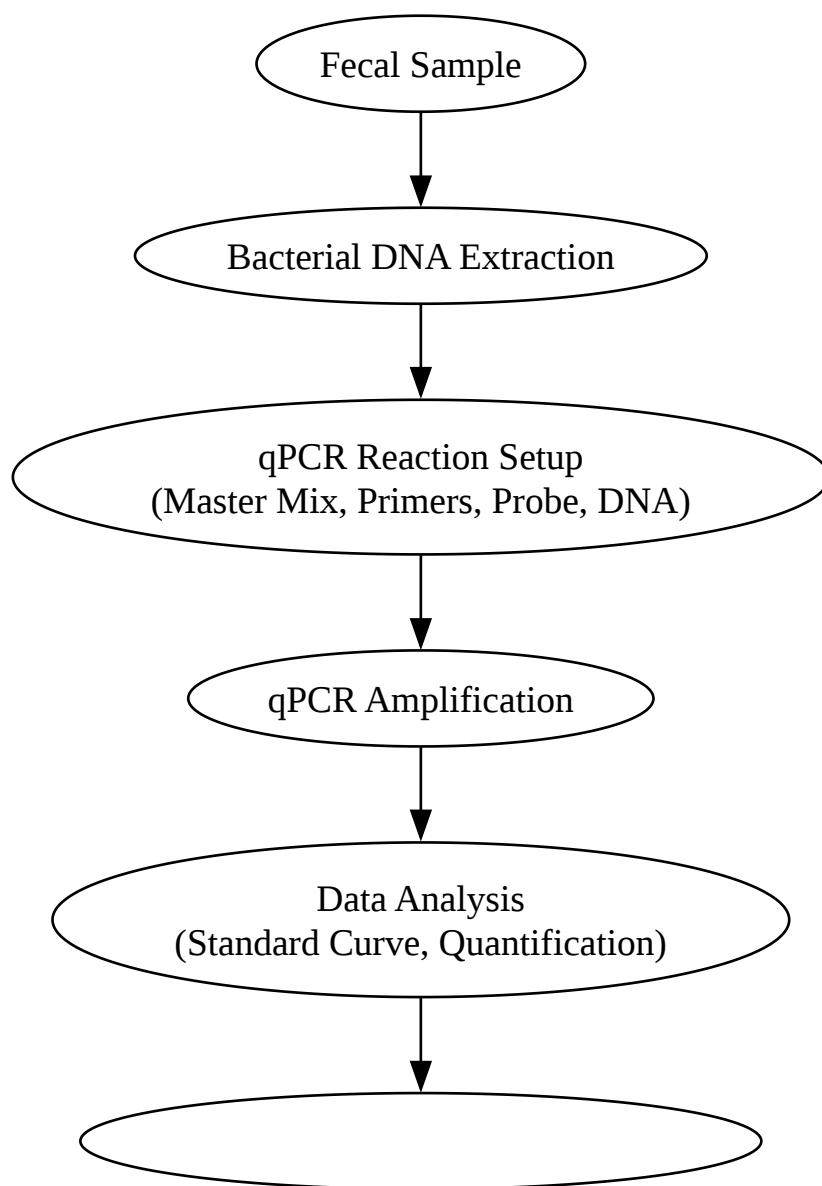 Fecal Sample
Bacterial DNA Extraction
qPCR Reaction Setup
(Master Mix, Primers, Probe, DNA)
qPCR Amplification
Data Analysis
(Standard Curve, Quantification)